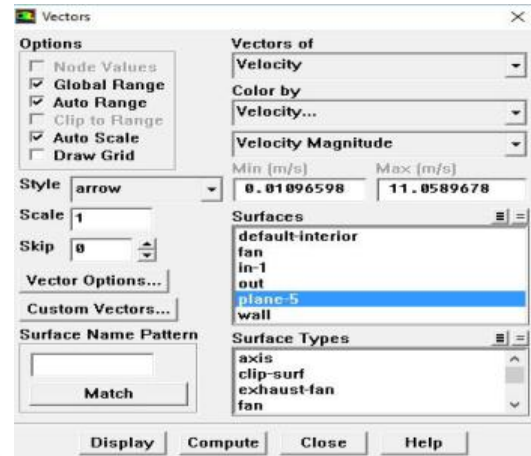 Vectors
Options
Node Values
Global Range
Auto Range
Clip to Range
Auto Scale
Draw Grid
Style arrow
Scale 1
Skip 0
Vector Options...
Custom Vectors...
Surface Name Pattern
Match
Vectors of
Velocity
Color by
Velocity...
Velocity Magnitude
Min (m/s) Max (m/s)
0.01096598 11.0589678
Surfaces
default-interior
fan
in-1
out
plane-5
wall
Surface Types
axis
clip-surf
exhaust-fan
fan
Display Compute Close Help